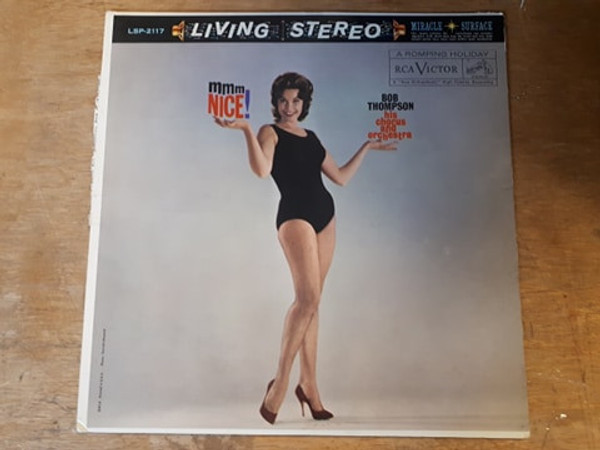 LSP-2117
LIVING STEREO
MIRACLE SURFACE
A ROMPING HOLIDAY
RCA VICTOR
mmm
NICE!
BOB
THOMPSON
his
chorus
and
orchestra